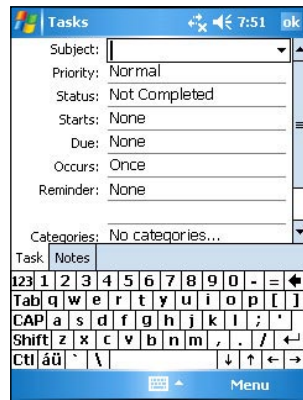 Tasks 7:51 ok
Subject:
Priority: Normal
Status: Not Completed
Starts: None
Due: None
Occurs: Once
Reminder: None
Categories: No categories...
Task Notes
123 1 2 3 4 5 6 7 8 9 0 - =
Tab q w e r t y u i o p [ ]
CAP a s d f g h j k l ; '
Shift z x c v b n m , . /
Ctl áü ` \
Menu